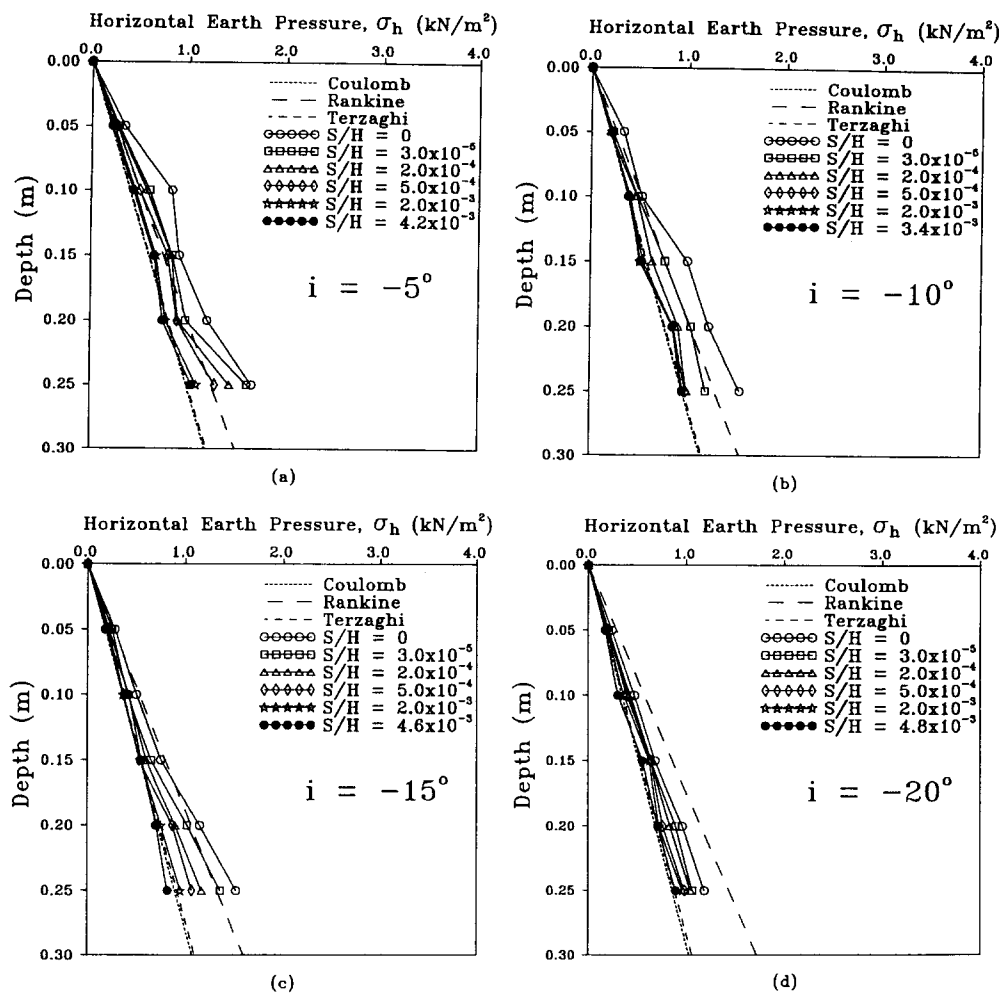 Horizontal Earth Pressure, σh (kN/m²)
0.0 1.0 2.0 3.0 4.0
0.00
0.05
0.10
0.15
0.20
0.25
0.30
Depth (m)
Coulomb
Rankine
Terzaghi
S/H = 0
S/H = 3.0x10⁻⁵
S/H = 2.0x10⁻⁴
S/H = 5.0x10⁻⁴
S/H = 2.0x10⁻³
S/H = 4.2x10⁻³
i = -5°
(a)
Horizontal Earth Pressure, σh (kN/m²)
0.0 1.0 2.0 3.0 4.0
0.00
0.05
0.10
0.15
0.20
0.25
0.30
Depth (m)
Coulomb
Rankine
Terzaghi
S/H = 0
S/H = 3.0x10⁻⁵
S/H = 2.0x10⁻⁴
S/H = 5.0x10⁻⁴
S/H = 2.0x10⁻³
S/H = 3.4x10⁻³
i = -10°
(b)
Horizontal Earth Pressure, σh (kN/m²)
0.0 1.0 2.0 3.0 4.0
0.00
0.05
0.10
0.15
0.20
0.25
0.30
Depth (m)
Coulomb
Rankine
Terzaghi
S/H = 0
S/H = 3.0x10⁻⁵
S/H = 2.0x10⁻⁴
S/H = 5.0x10⁻⁴
S/H = 2.0x10⁻³
S/H = 4.6x10⁻³
i = -15°
(c)
Horizontal Earth Pressure, σh (kN/m²)
0.0 1.0 2.0 3.0 4.0
0.00
0.05
0.10
0.15
0.20
0.25
0.30
Depth (m)
Coulomb
Rankine
Terzaghi
S/H = 0
S/H = 3.0x10⁻⁵
S/H = 2.0x10⁻⁴
S/H = 5.0x10⁻⁴
S/H = 2.0x10⁻³
S/H = 4.8x10⁻³
i = -20°
(d)